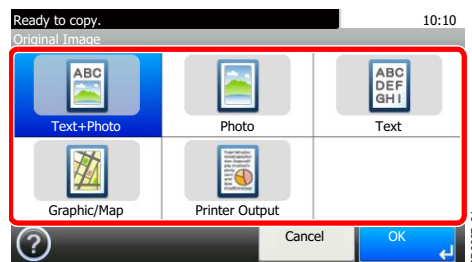 Ready to copy. 10:10
Original Image
ABC
ABC
DEF
GHI
Text+Photo Photo Text
Graphic/Map Printer Output
? Cancel OK